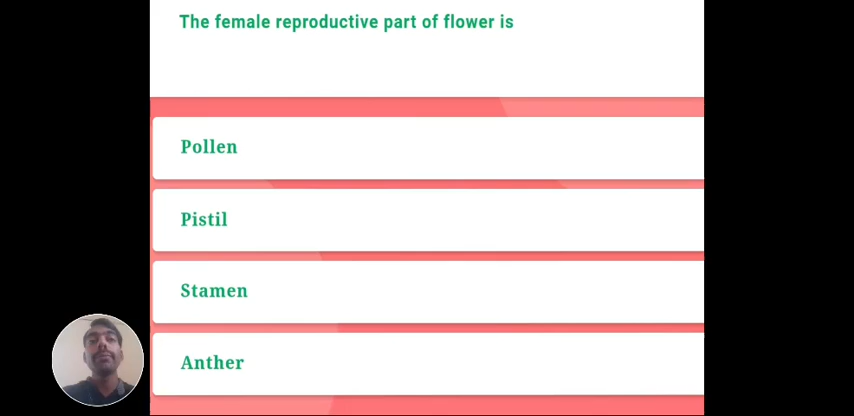 The female reproductive part of flower is
Pollen
Pistil
Stamen
Anther